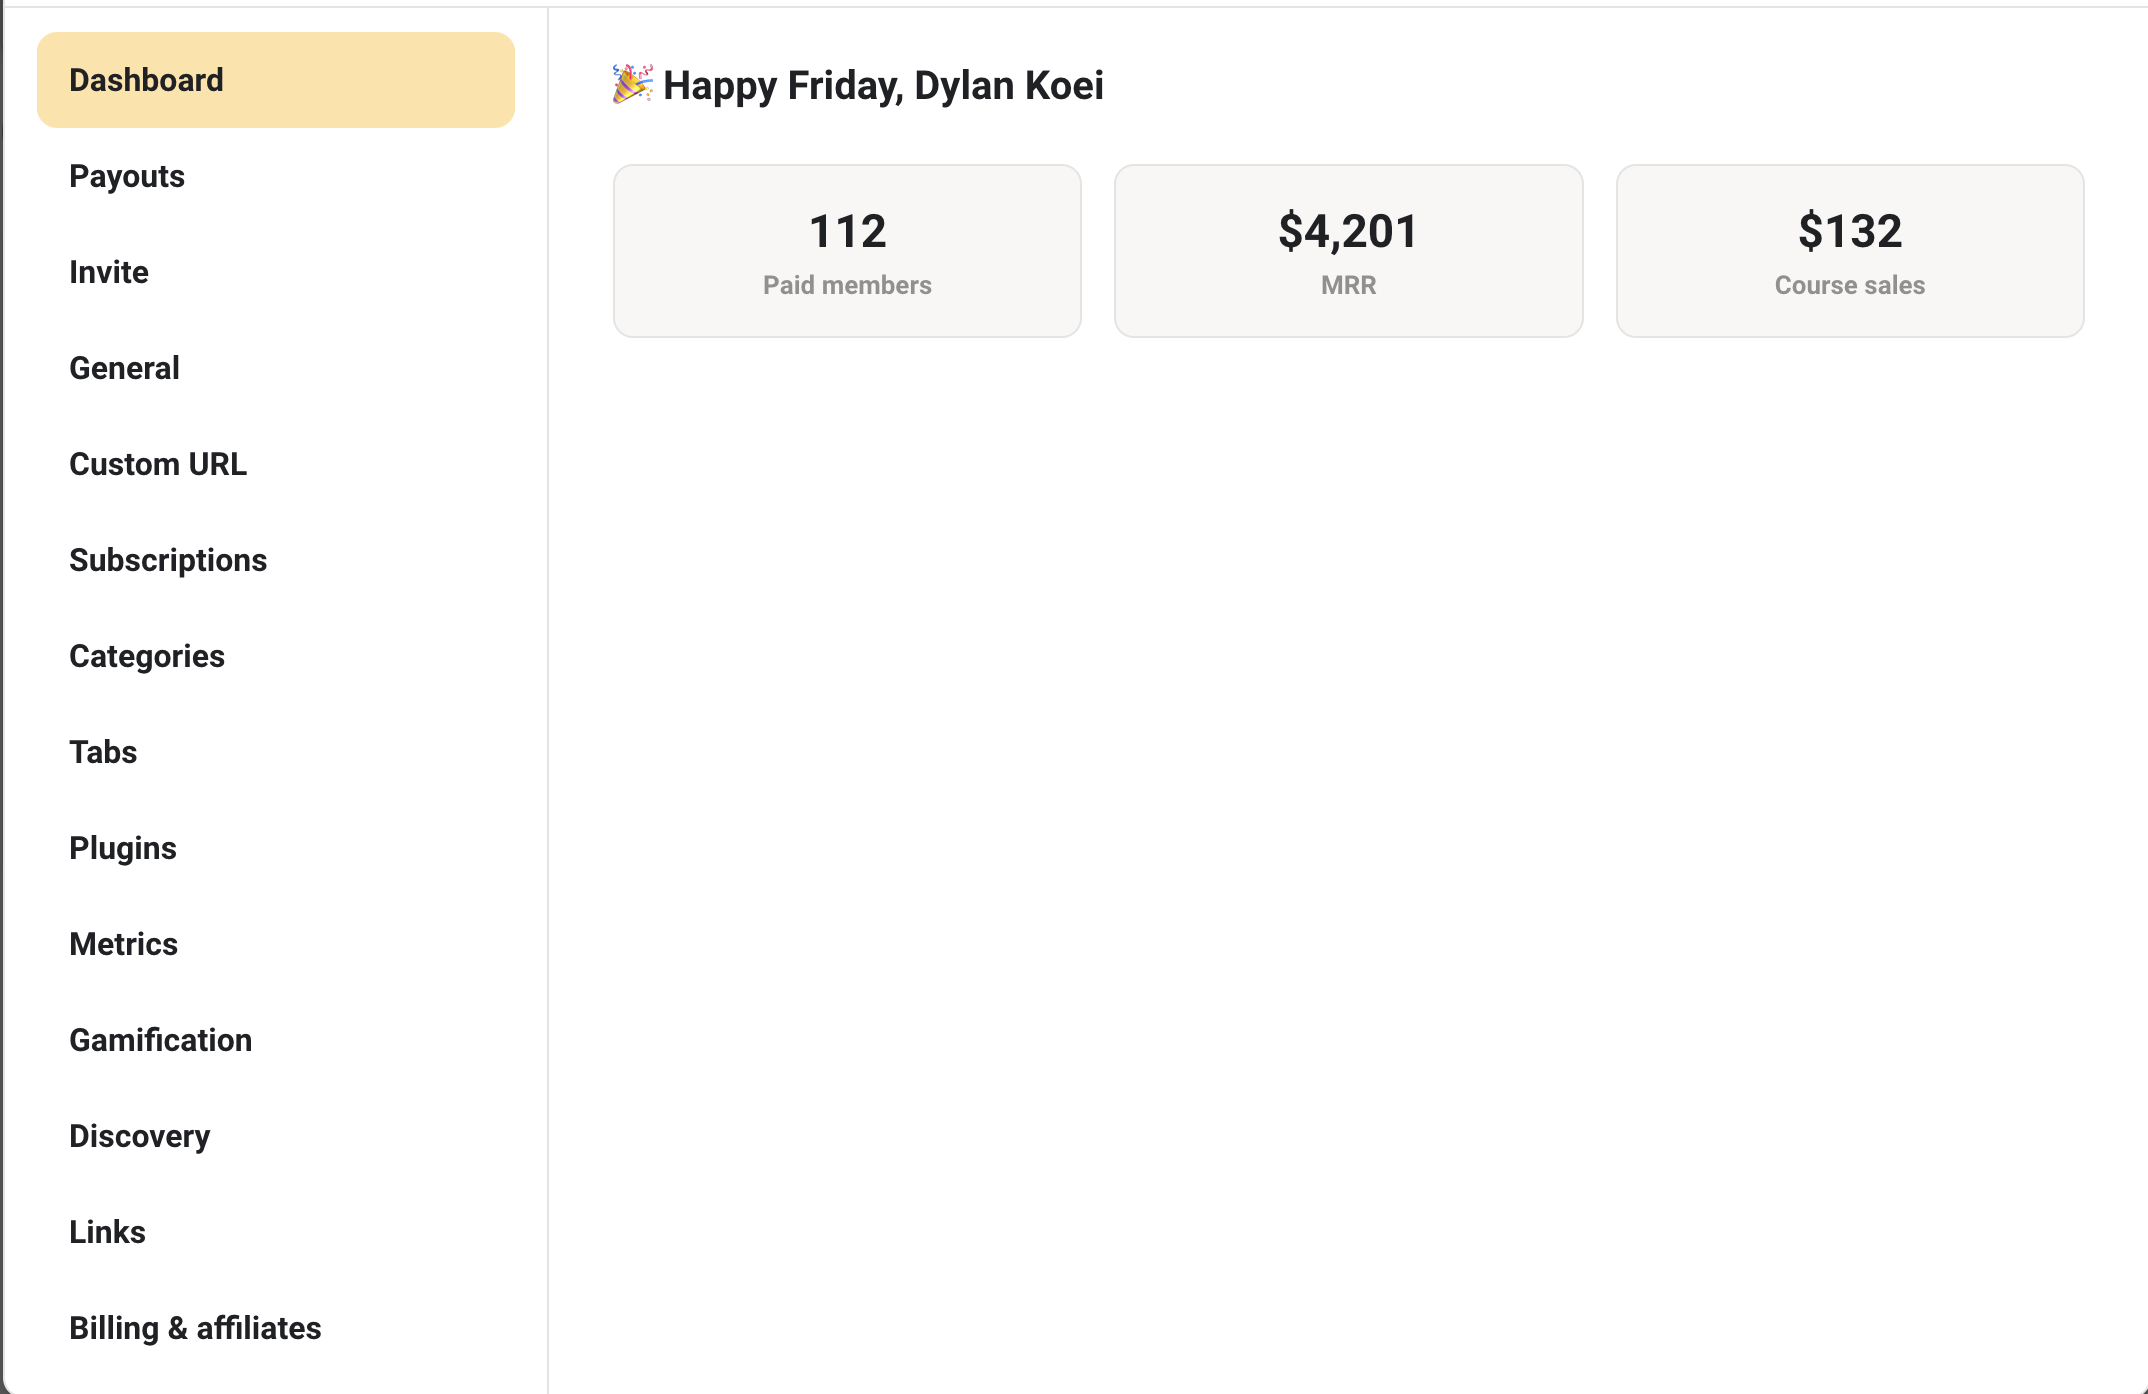 Dashboard
Payouts
Invite
General
Custom URL
Subscriptions
Categories
Tabs
Plugins
Metrics
Gamification
Discovery
Links
Billing & affiliates
🎉 Happy Friday, Dylan Koei
112
Paid members
$4,201
MRR
$132
Course sales